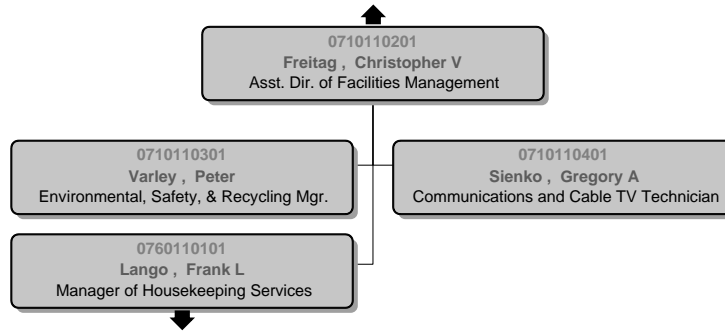 0710110201
Freitag , Christopher V
Asst. Dir. of Facilities Management
0710110301
Varley , Peter
Environmental, Safety, & Recycling Mgr.
0710110401
Sienko , Gregory A
Communications and Cable TV Technician
0760110101
Lango , Frank L
Manager of Housekeeping Services